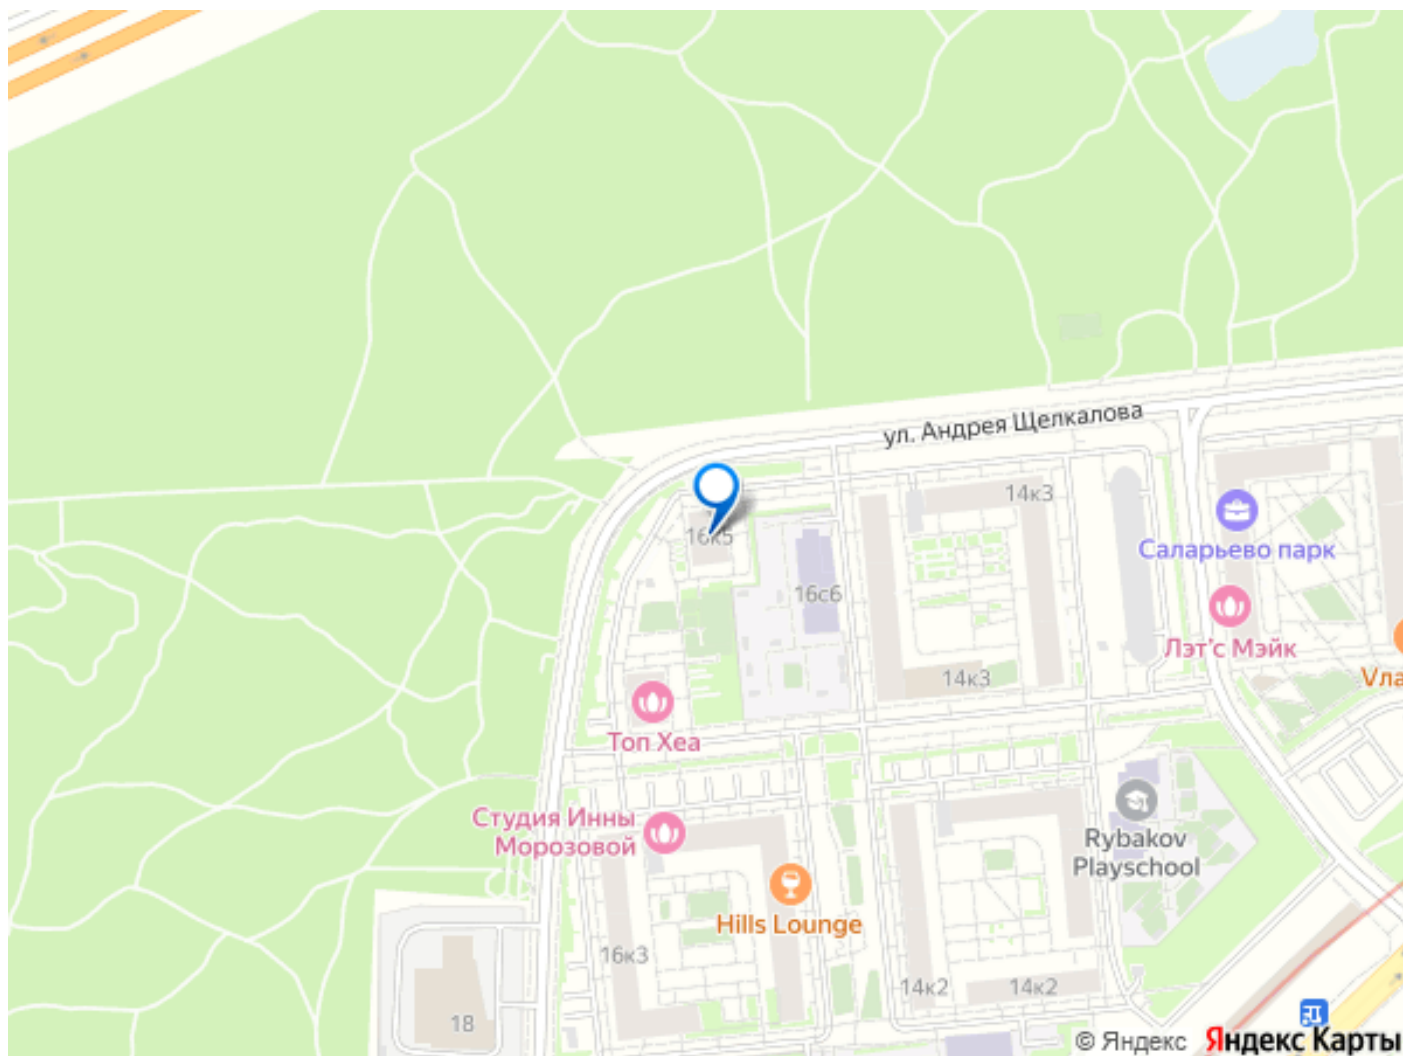 ул. Андрея Щелкалова
14к3
16к5
Саларьево парк
16с6
Лэт'с Мэйк
14к3
Vла
Топ Хеа
Студия Инны
Морозовой
Rybakov
Playschool
Hills Lounge
16к3
14к2
14к2
18
© Яндекс Яндекс Карты